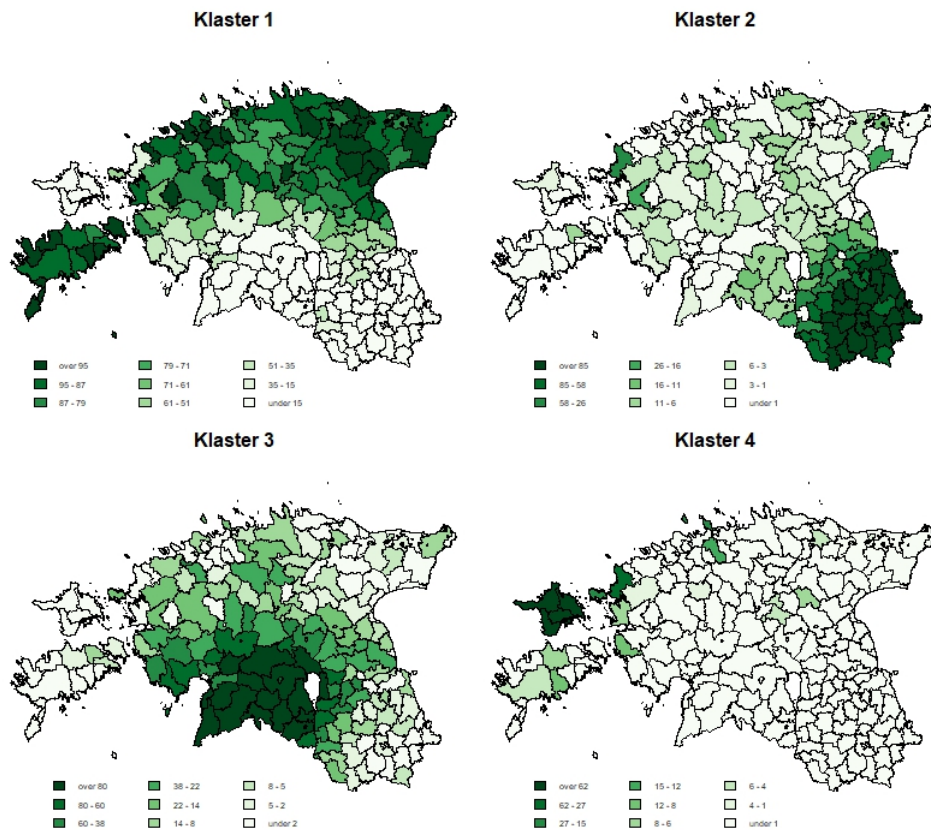 Klaster 1
Klaster 2
over 95 79 - 71 51 - 35
95 - 87 71 - 61 35 - 15
87 - 79 61 - 51 under 15
over 85 26 - 16 6 - 3
85 - 58 16 - 11 3 - 1
58 - 26 11 - 6 under 1
Klaster 3
Klaster 4
over 80 38 - 22 8 - 5
80 - 60 22 - 14 5 - 2
60 - 38 14 - 8 under 2
over 62 15 - 12 6 - 4
62 - 27 12 - 8 4 - 1
27 - 15 8 - 6 under 1